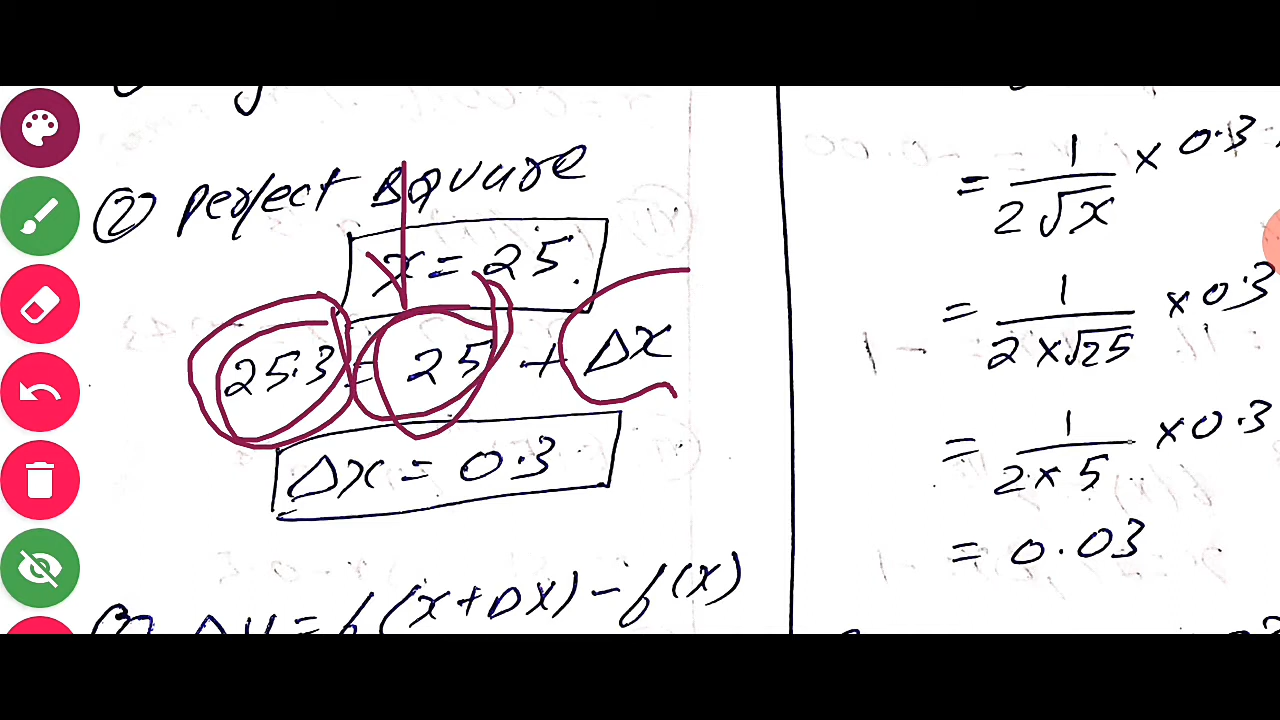 ② Perfect square
x = 25.
25.3 = 25 + Δx
Δx = 0.3
Δy = f(x+Δx) - f(x)
= 1/2√x × 0.3
= 1/2×√25 × 0.3
= 1/2×5 × 0.3
= 0.03